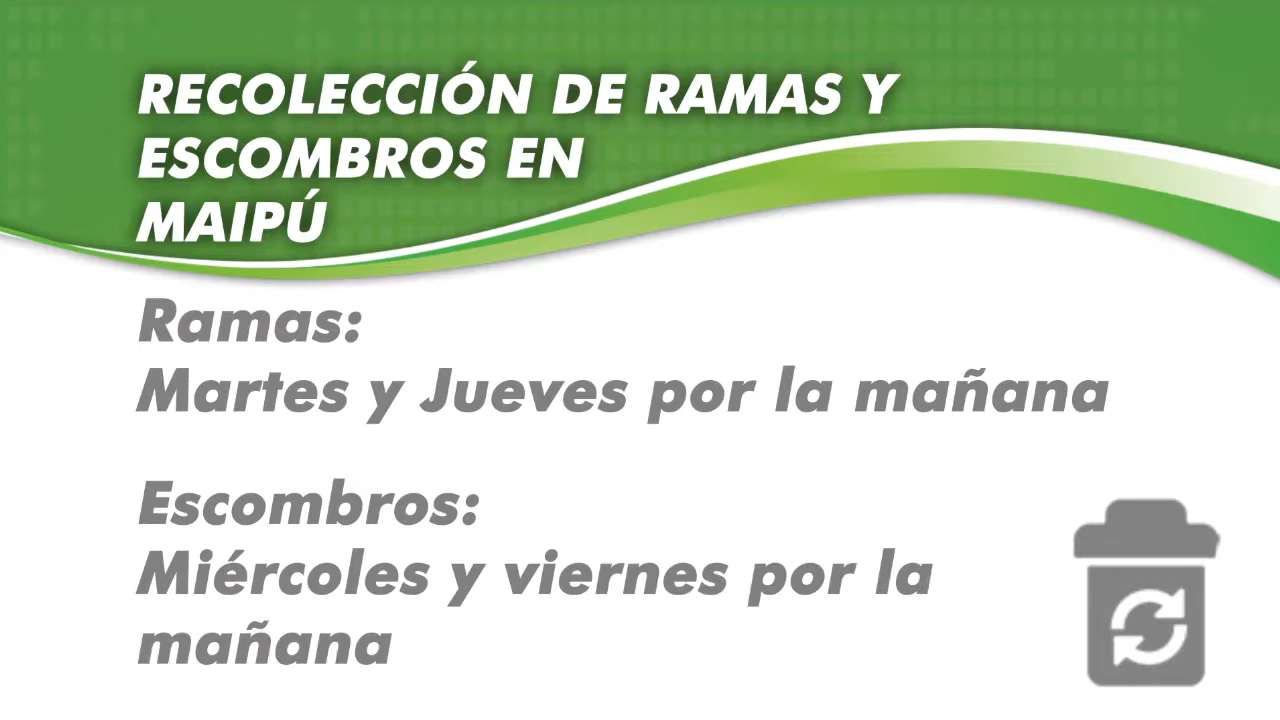 RECOLECCIÓN DE RAMAS Y
ESCOMBROS EN
MAIPÚ
Ramas:
Martes y Jueves por la mañana
Escombros:
Miércoles y viernes por la
mañana